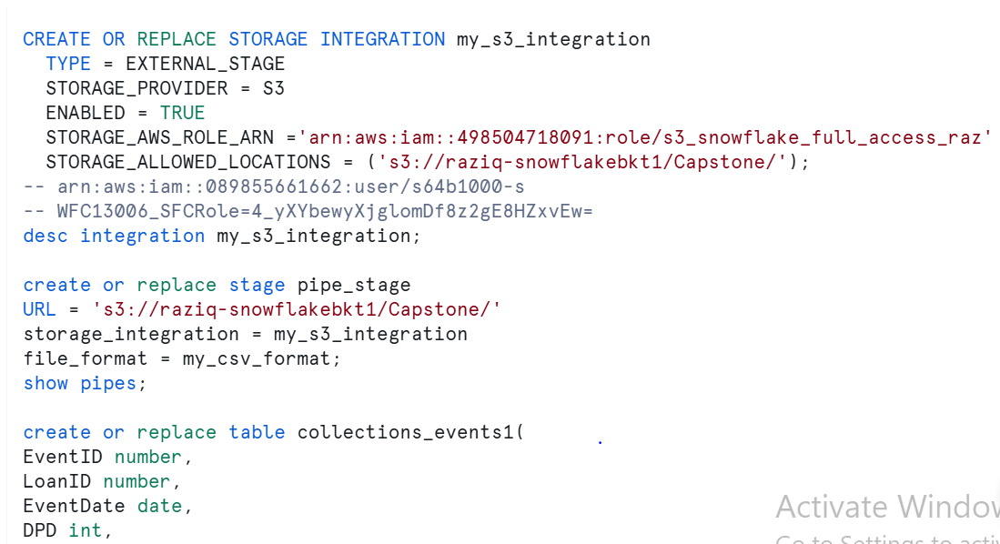 CREATE OR REPLACE STORAGE INTEGRATION my_s3_integration
  TYPE = EXTERNAL_STAGE
  STORAGE_PROVIDER = S3
  ENABLED = TRUE
  STORAGE_AWS_ROLE_ARN ='arn:aws:iam::498504718091:role/s3_snowflake_full_access_raz'
  STORAGE_ALLOWED_LOCATIONS = ('s3://raziq-snowflakebkt1/Capstone/');
-- arn:aws:iam::089855661662:user/s64b1000-s
-- WFC13006_SFCRole=4_yXYbewyXjglomDf8z2gE8HZxvEw=
desc integration my_s3_integration;
create or replace stage pipe_stage
URL = 's3://raziq-snowflakebkt1/Capstone/'
storage_integration = my_s3_integration
file_format = my_csv_format;
show pipes;
create or replace table collections_events1(
EventID number,
LoanID number,
EventDate date,
DPD int,
Activate Window
Go to Settings to activ